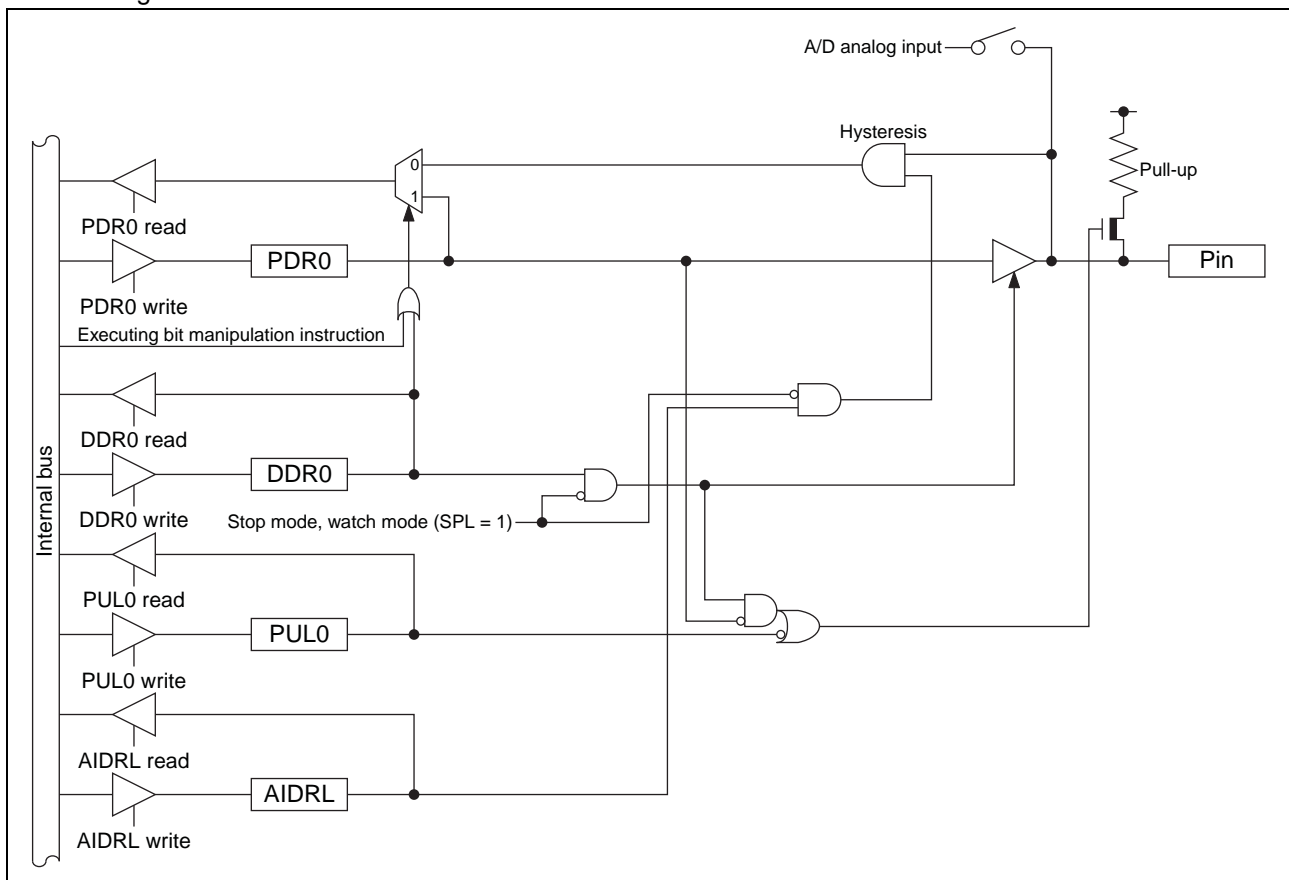 A/D analog input
Hysteresis
0
Pull-up
1
PDR0 read
PDR0
Pin
PDR0 write
Executing bit manipulation instruction
DDR0 read
DDR0
Stop mode, watch mode (SPL = 1)
DDR0 write
Internal bus
PUL0 read
PUL0
PUL0 write
AIDRL read
AIDRL
AIDRL write